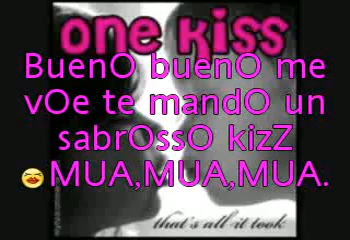 one kiss
BuenO buenO me
vOe te mandO un
sabrOssO kizZ
MUA,MUA,MUA.
that's all it took